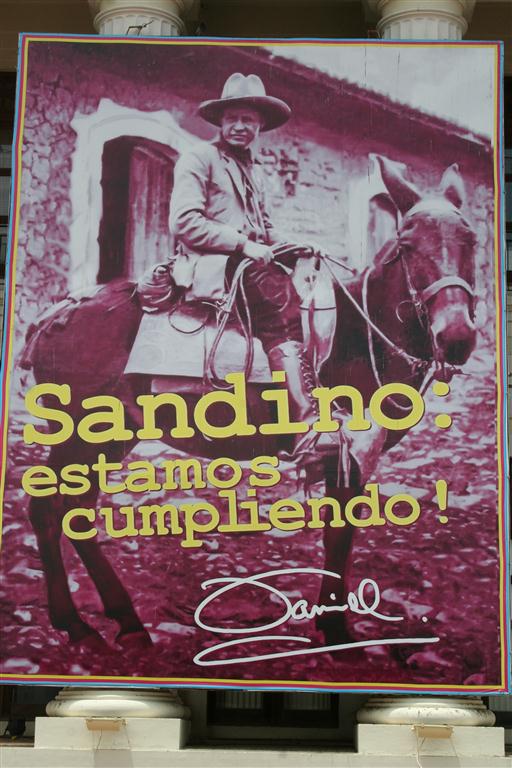 Sandino:
estamos
cumpliendo!
Daniel.